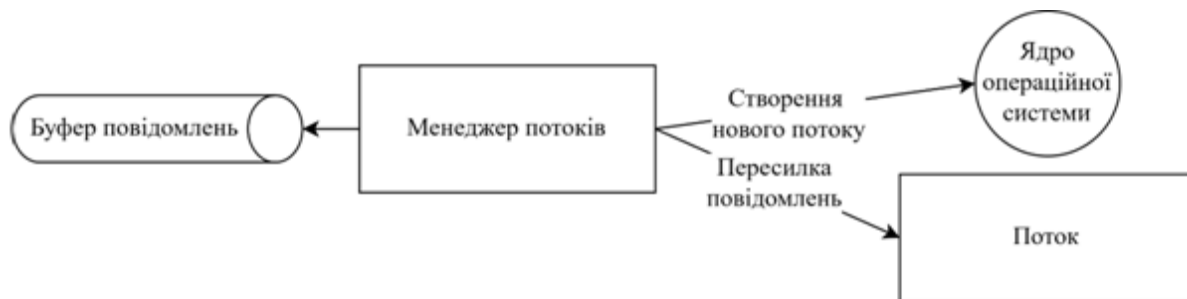 Буфер повідомлень
Менеджер потоків
Створення
нового потоку
Пересилка
повідомлень
Ядро
операційної
системи
Поток